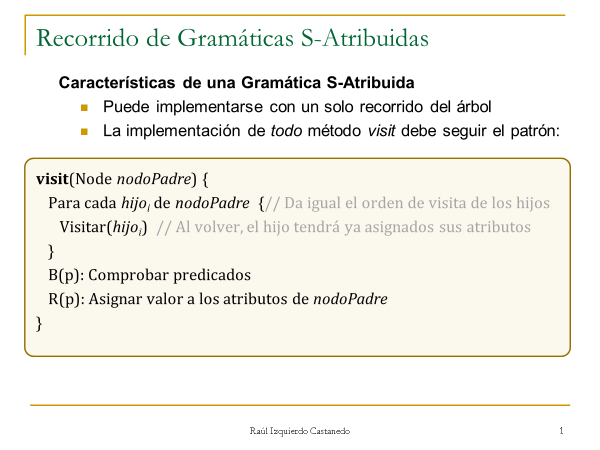 Recorrido de Gramáticas S-Atribuidas
Características de una Gramática S-Atribuida
Puede implementarse con un solo recorrido del árbol
La implementación de todo método visit debe seguir el patrón:
visit(Node nodoPadre) {
Para cada hijoi de nodoPadre {// Da igual el orden de visita de los hijos
Visitar(hijoi) // Al volver, el hijo tendrá ya asignados sus atributos
}
B(p): Comprobar predicados
R(p): Asignar valor a los atributos de nodoPadre
}
Raúl Izquierdo Castanedo
1